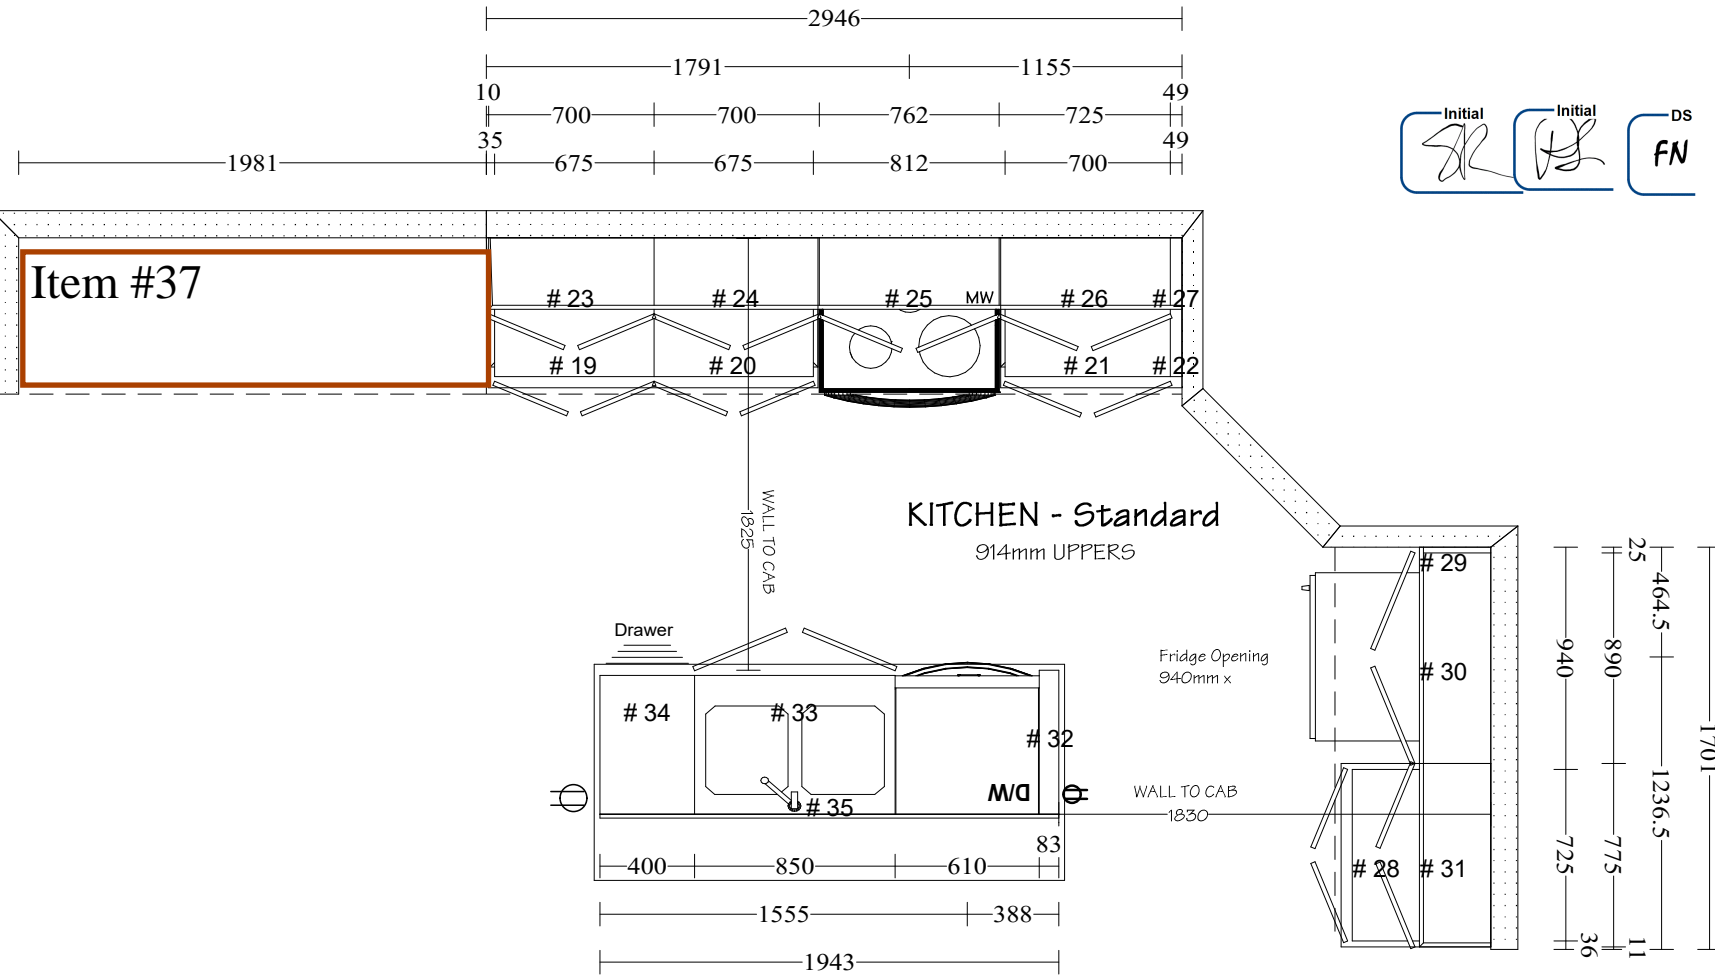 2946
1791 1155
10 49
700 700 762 725
35 49
1981 675 675 812 700
Initial Initial DS
FN
Item #37
# 23 # 24 # 25 MW # 26 # 27
# 19 # 20 # 21 # 22
WALL TO CAB
1825
KITCHEN - Standard
914mm UPPERS
Drawer
Fridge Opening
940mm x
# 29
# 30
# 34 # 33 # 32
# 35 D/W
WALL TO CAB
1830
# 28 # 31
83
400 850 610
1555 388
1943
25
464.5
940 890
1701
1236.5
725 775
36 11